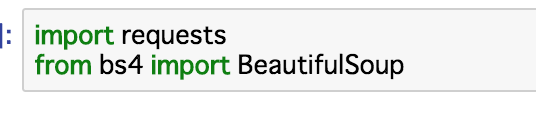 ]:
import requests
from bs4 import BeautifulSoup